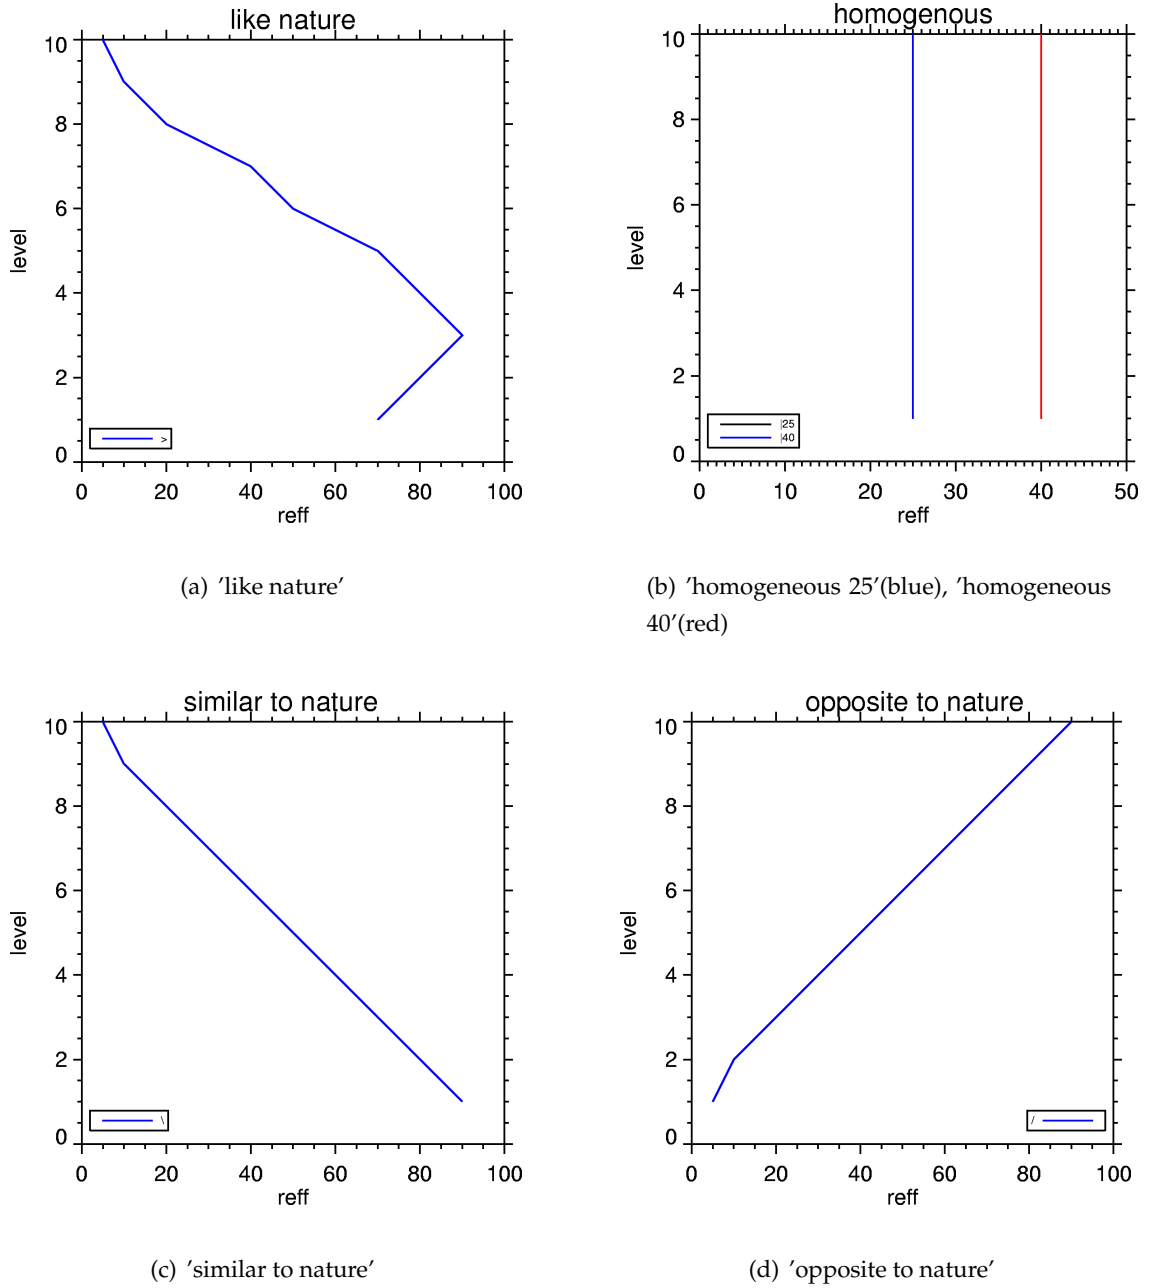 like nature
10
8
6
4
2
0
level
>
0 20 40 60 80 100
reff
(a) 'like nature'
homogenous
10
8
6
4
2
0
level
|25
|40
0 10 20 30 40 50
reff
(b) 'homogeneous 25'(blue), 'homogeneous
40'(red)
similar to nature
10
8
6
4
2
0
level
\
0 20 40 60 80 100
reff
(c) 'similar to nature'
opposite to nature
10
8
6
4
2
0
level
/
0 20 40 60 80 100
reff
(d) 'opposite to nature'